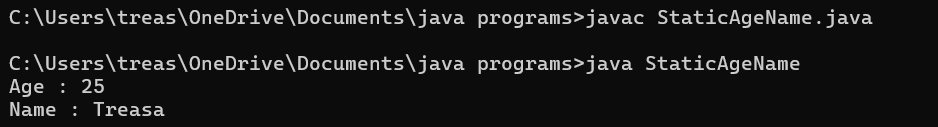 C:\Users\treas\OneDrive\Documents\java programs>javac StaticAgeName.java
C:\Users\treas\OneDrive\Documents\java programs>java StaticAgeName
Age : 25
Name : Treasa